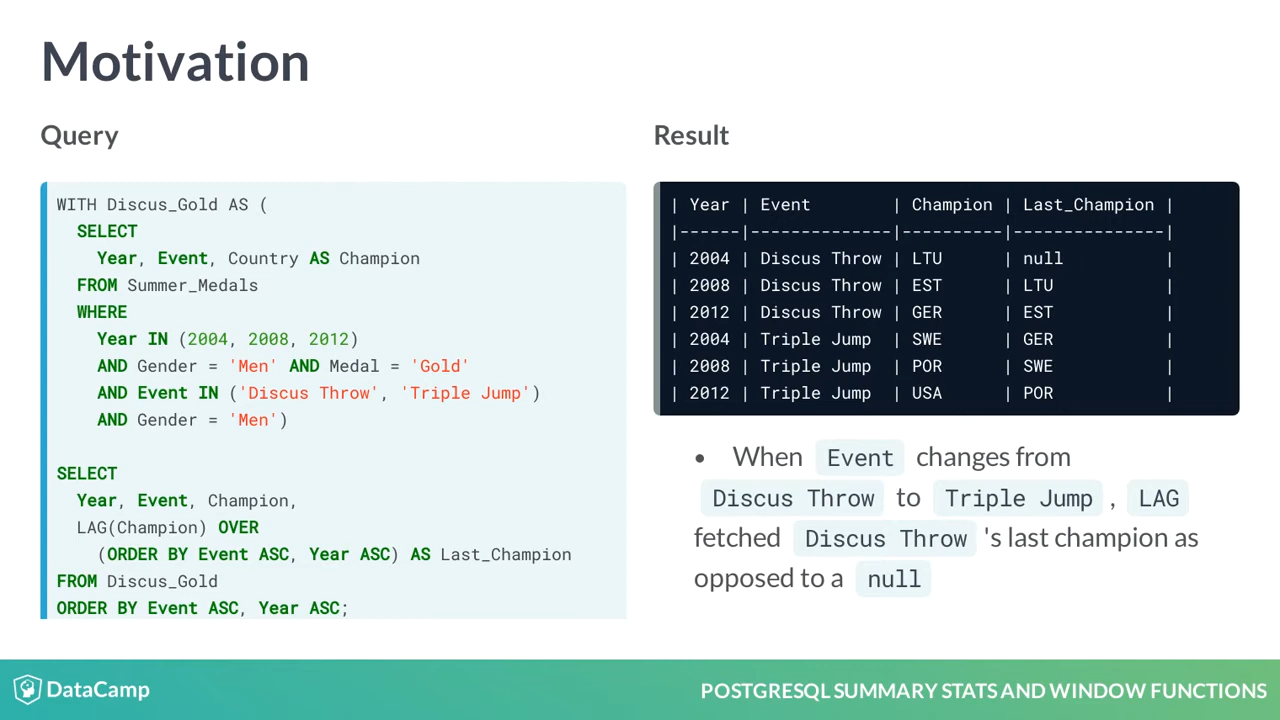 Motivation
Query
WITH Discus_Gold AS (
  SELECT
    Year, Event, Country AS Champion
  FROM Summer_Medals
  WHERE
    Year IN (2004, 2008, 2012)
    AND Gender = 'Men' AND Medal = 'Gold'
    AND Event IN ('Discus Throw', 'Triple Jump')
    AND Gender = 'Men')

SELECT
  Year, Event, Champion,
  LAG(Champion) OVER
    (ORDER BY Event ASC, Year ASC) AS Last_Champion
FROM Discus_Gold
ORDER BY Event ASC, Year ASC;
Result
| Year | Event        | Champion | Last_Champion |
|------|--------------|----------|---------------|
| 2004 | Discus Throw | LTU      | null          |
| 2008 | Discus Throw | EST      | LTU           |
| 2012 | Discus Throw | GER      | EST           |
| 2004 | Triple Jump  | SWE      | GER           |
| 2008 | Triple Jump  | POR      | SWE           |
| 2012 | Triple Jump  | USA      | POR           |
• When Event changes from
Discus Throw to Triple Jump , LAG
fetched Discus Throw 's last champion as
opposed to a null
DataCamp
POSTGRESQL SUMMARY STATS AND WINDOW FUNCTIONS